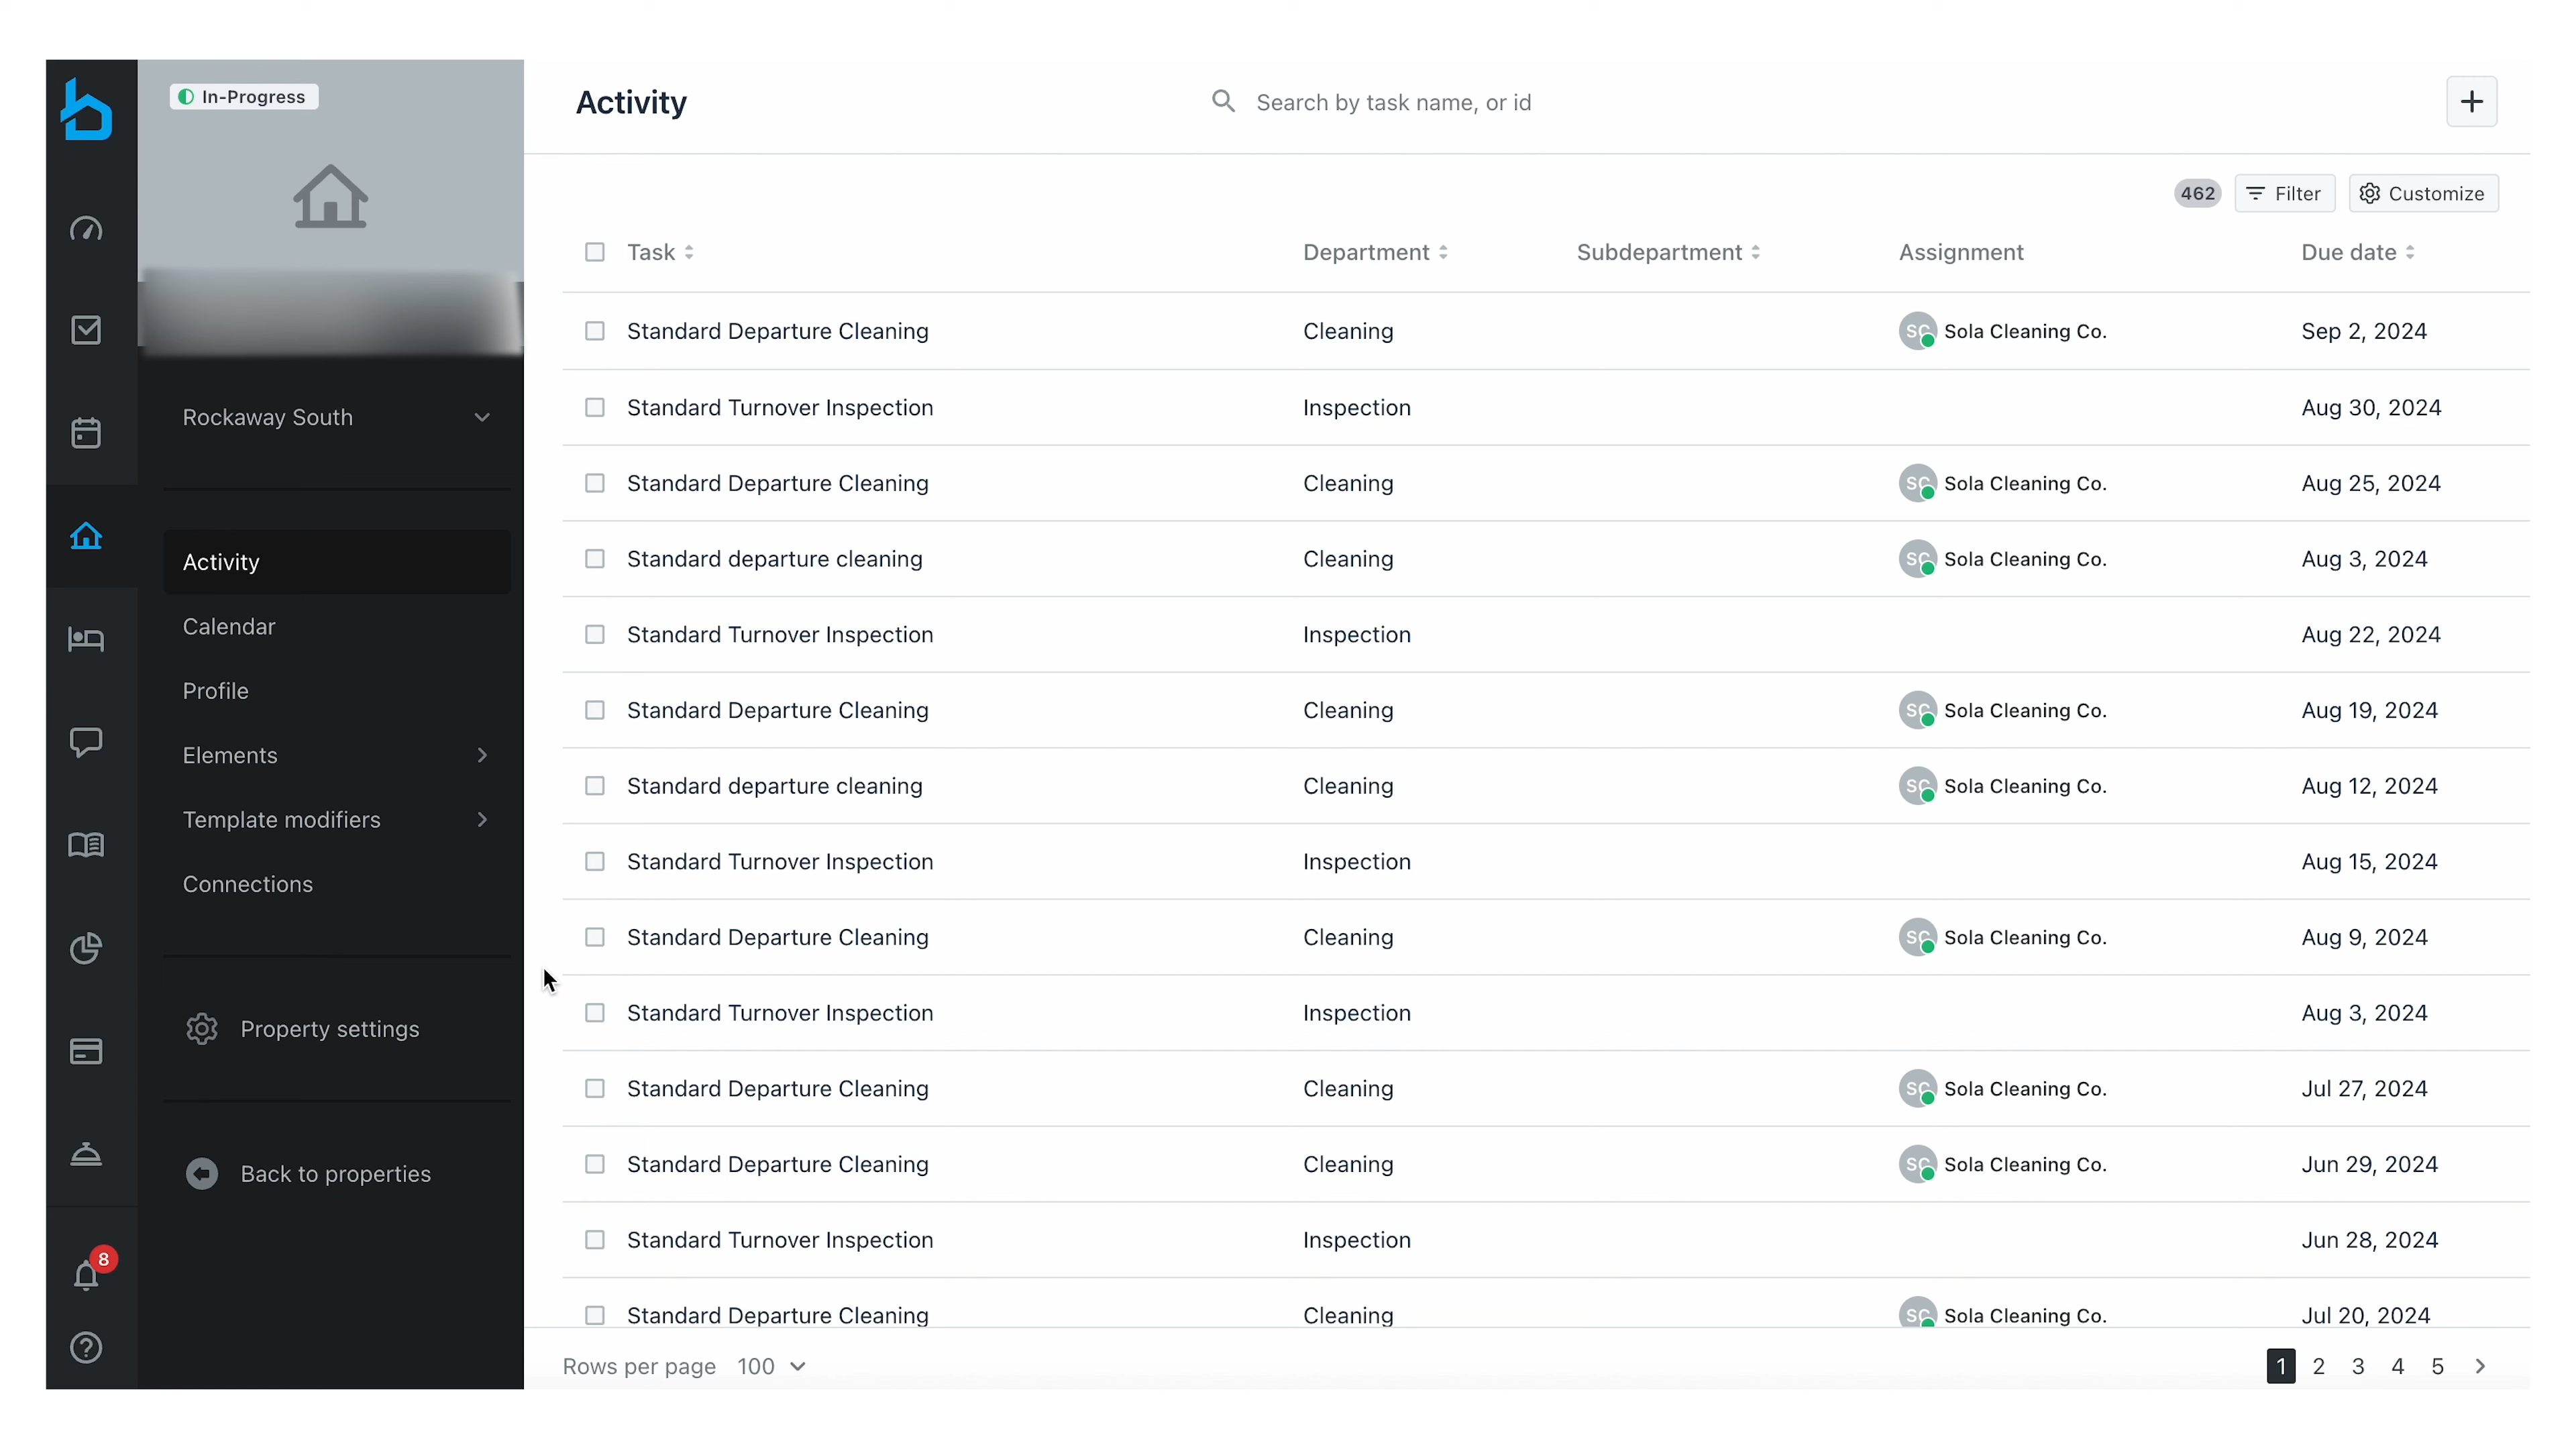 In-Progress
Rockaway South
Activity
Calendar
Profile
Elements
Template modifiers
Connections
Property settings
Back to properties
8
Activity
Search by task name, or id
462 Filter Customize
Task Department Subdepartment Assignment Due date
Standard Departure Cleaning Cleaning SC Sola Cleaning Co. Sep 2, 2024
Standard Turnover Inspection Inspection Aug 30, 2024
Standard Departure Cleaning Cleaning SC Sola Cleaning Co. Aug 25, 2024
Standard departure cleaning Cleaning SC Sola Cleaning Co. Aug 3, 2024
Standard Turnover Inspection Inspection Aug 22, 2024
Standard Departure Cleaning Cleaning SC Sola Cleaning Co. Aug 19, 2024
Standard departure cleaning Cleaning SC Sola Cleaning Co. Aug 12, 2024
Standard Turnover Inspection Inspection Aug 15, 2024
Standard Departure Cleaning Cleaning SC Sola Cleaning Co. Aug 9, 2024
Standard Turnover Inspection Inspection Aug 3, 2024
Standard Departure Cleaning Cleaning SC Sola Cleaning Co. Jul 27, 2024
Standard Departure Cleaning Cleaning SC Sola Cleaning Co. Jun 29, 2024
Standard Turnover Inspection Inspection Jun 28, 2024
Standard Departure Cleaning Cleaning SC Sola Cleaning Co. Jul 20, 2024
Rows per page 100 1 2 3 4 5